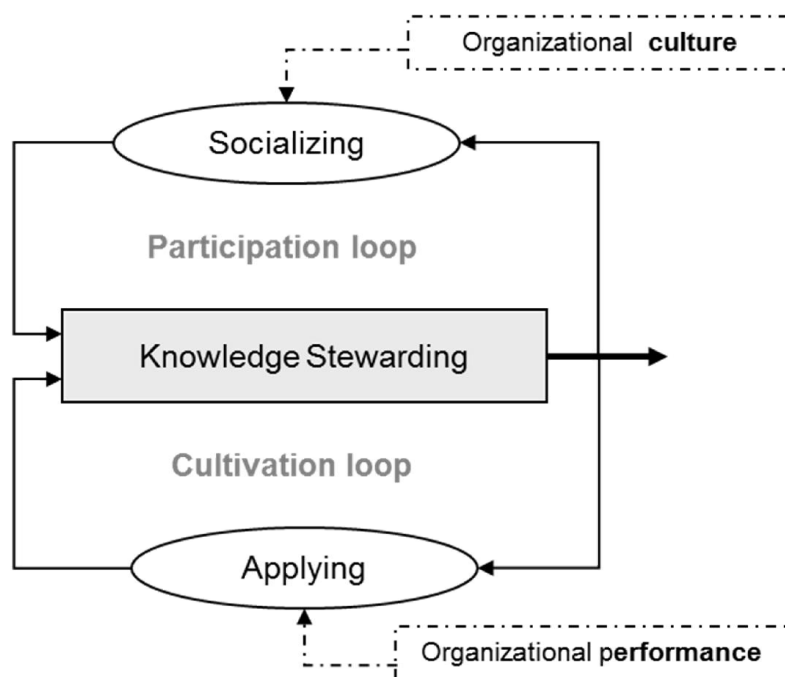 Organizational culture
Socializing
Participation loop
Knowledge Stewarding
Cultivation loop
Applying
Organizational performance